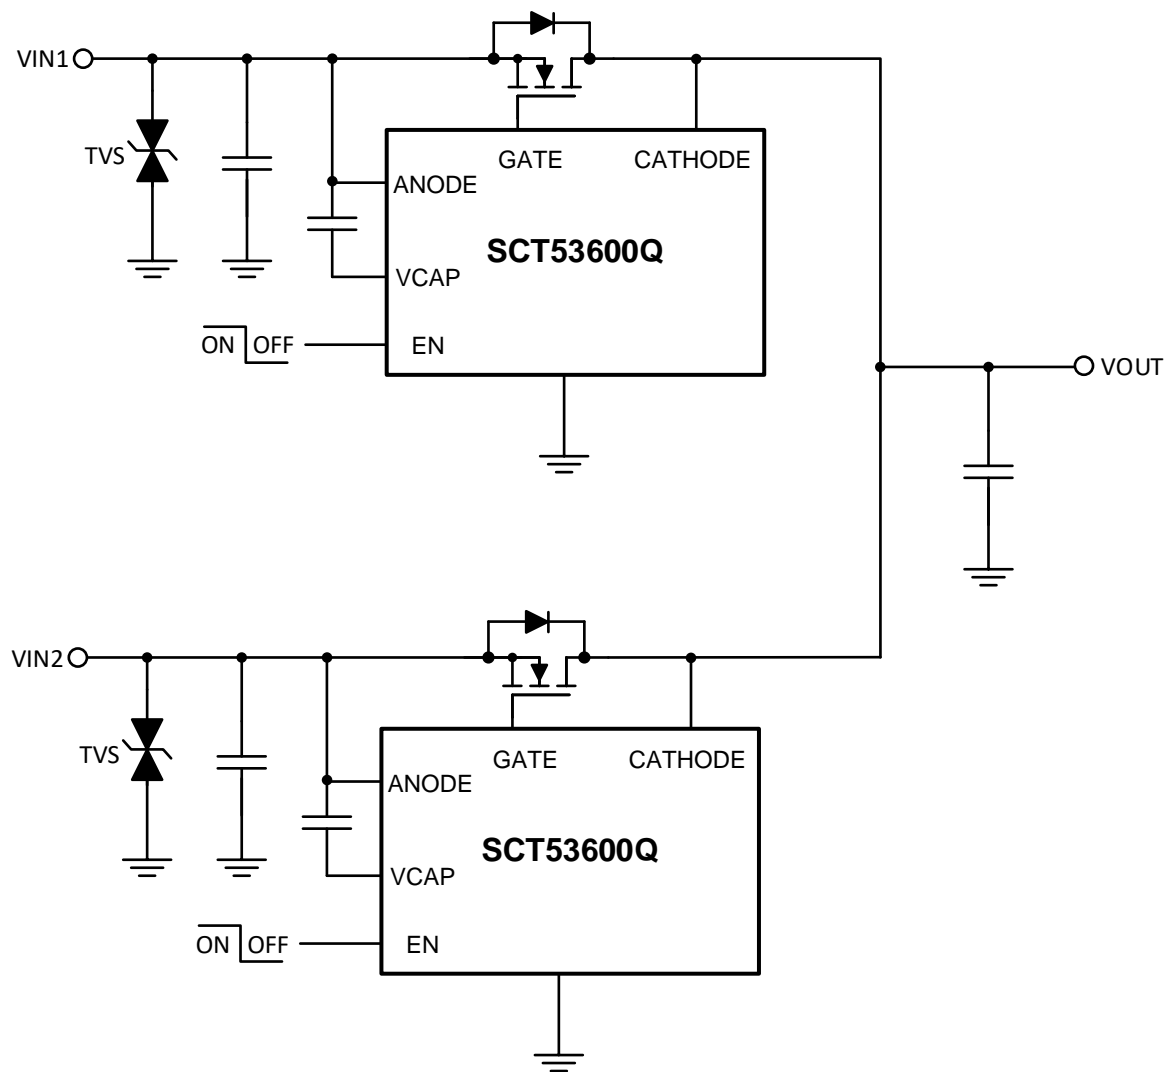 VIN1
TVS
GATE CATHODE
ANODE
SCT53600Q
VCAP
ON OFF EN
VOUT
VIN2
TVS
GATE CATHODE
ANODE
SCT53600Q
VCAP
ON OFF EN